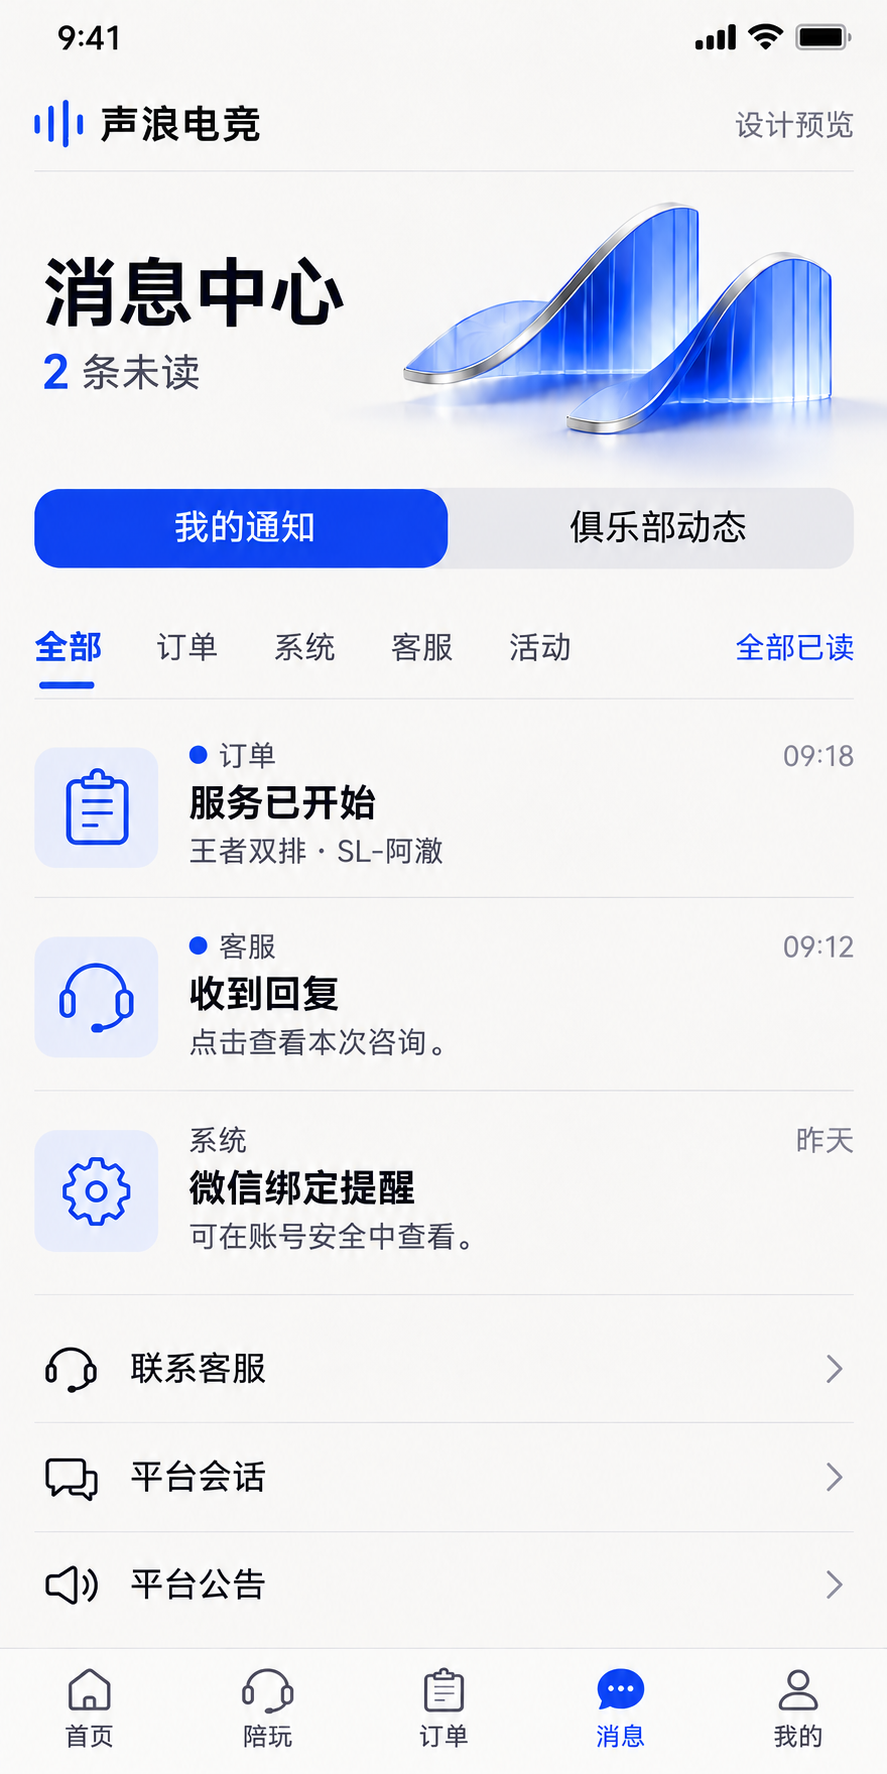 9:41
声浪电竞
设计预览
消息中心
2 条未读
我的通知
俱乐部动态
全部
订单
系统
客服
活动
全部已读
订单
09:18
服务已开始
王者双排 · SL-阿澈
客服
09:12
收到回复
点击查看本次咨询。
系统
昨天
微信绑定提醒
可在账号安全中查看。
联系客服
平台会话
平台公告
首页
陪玩
订单
消息
我的